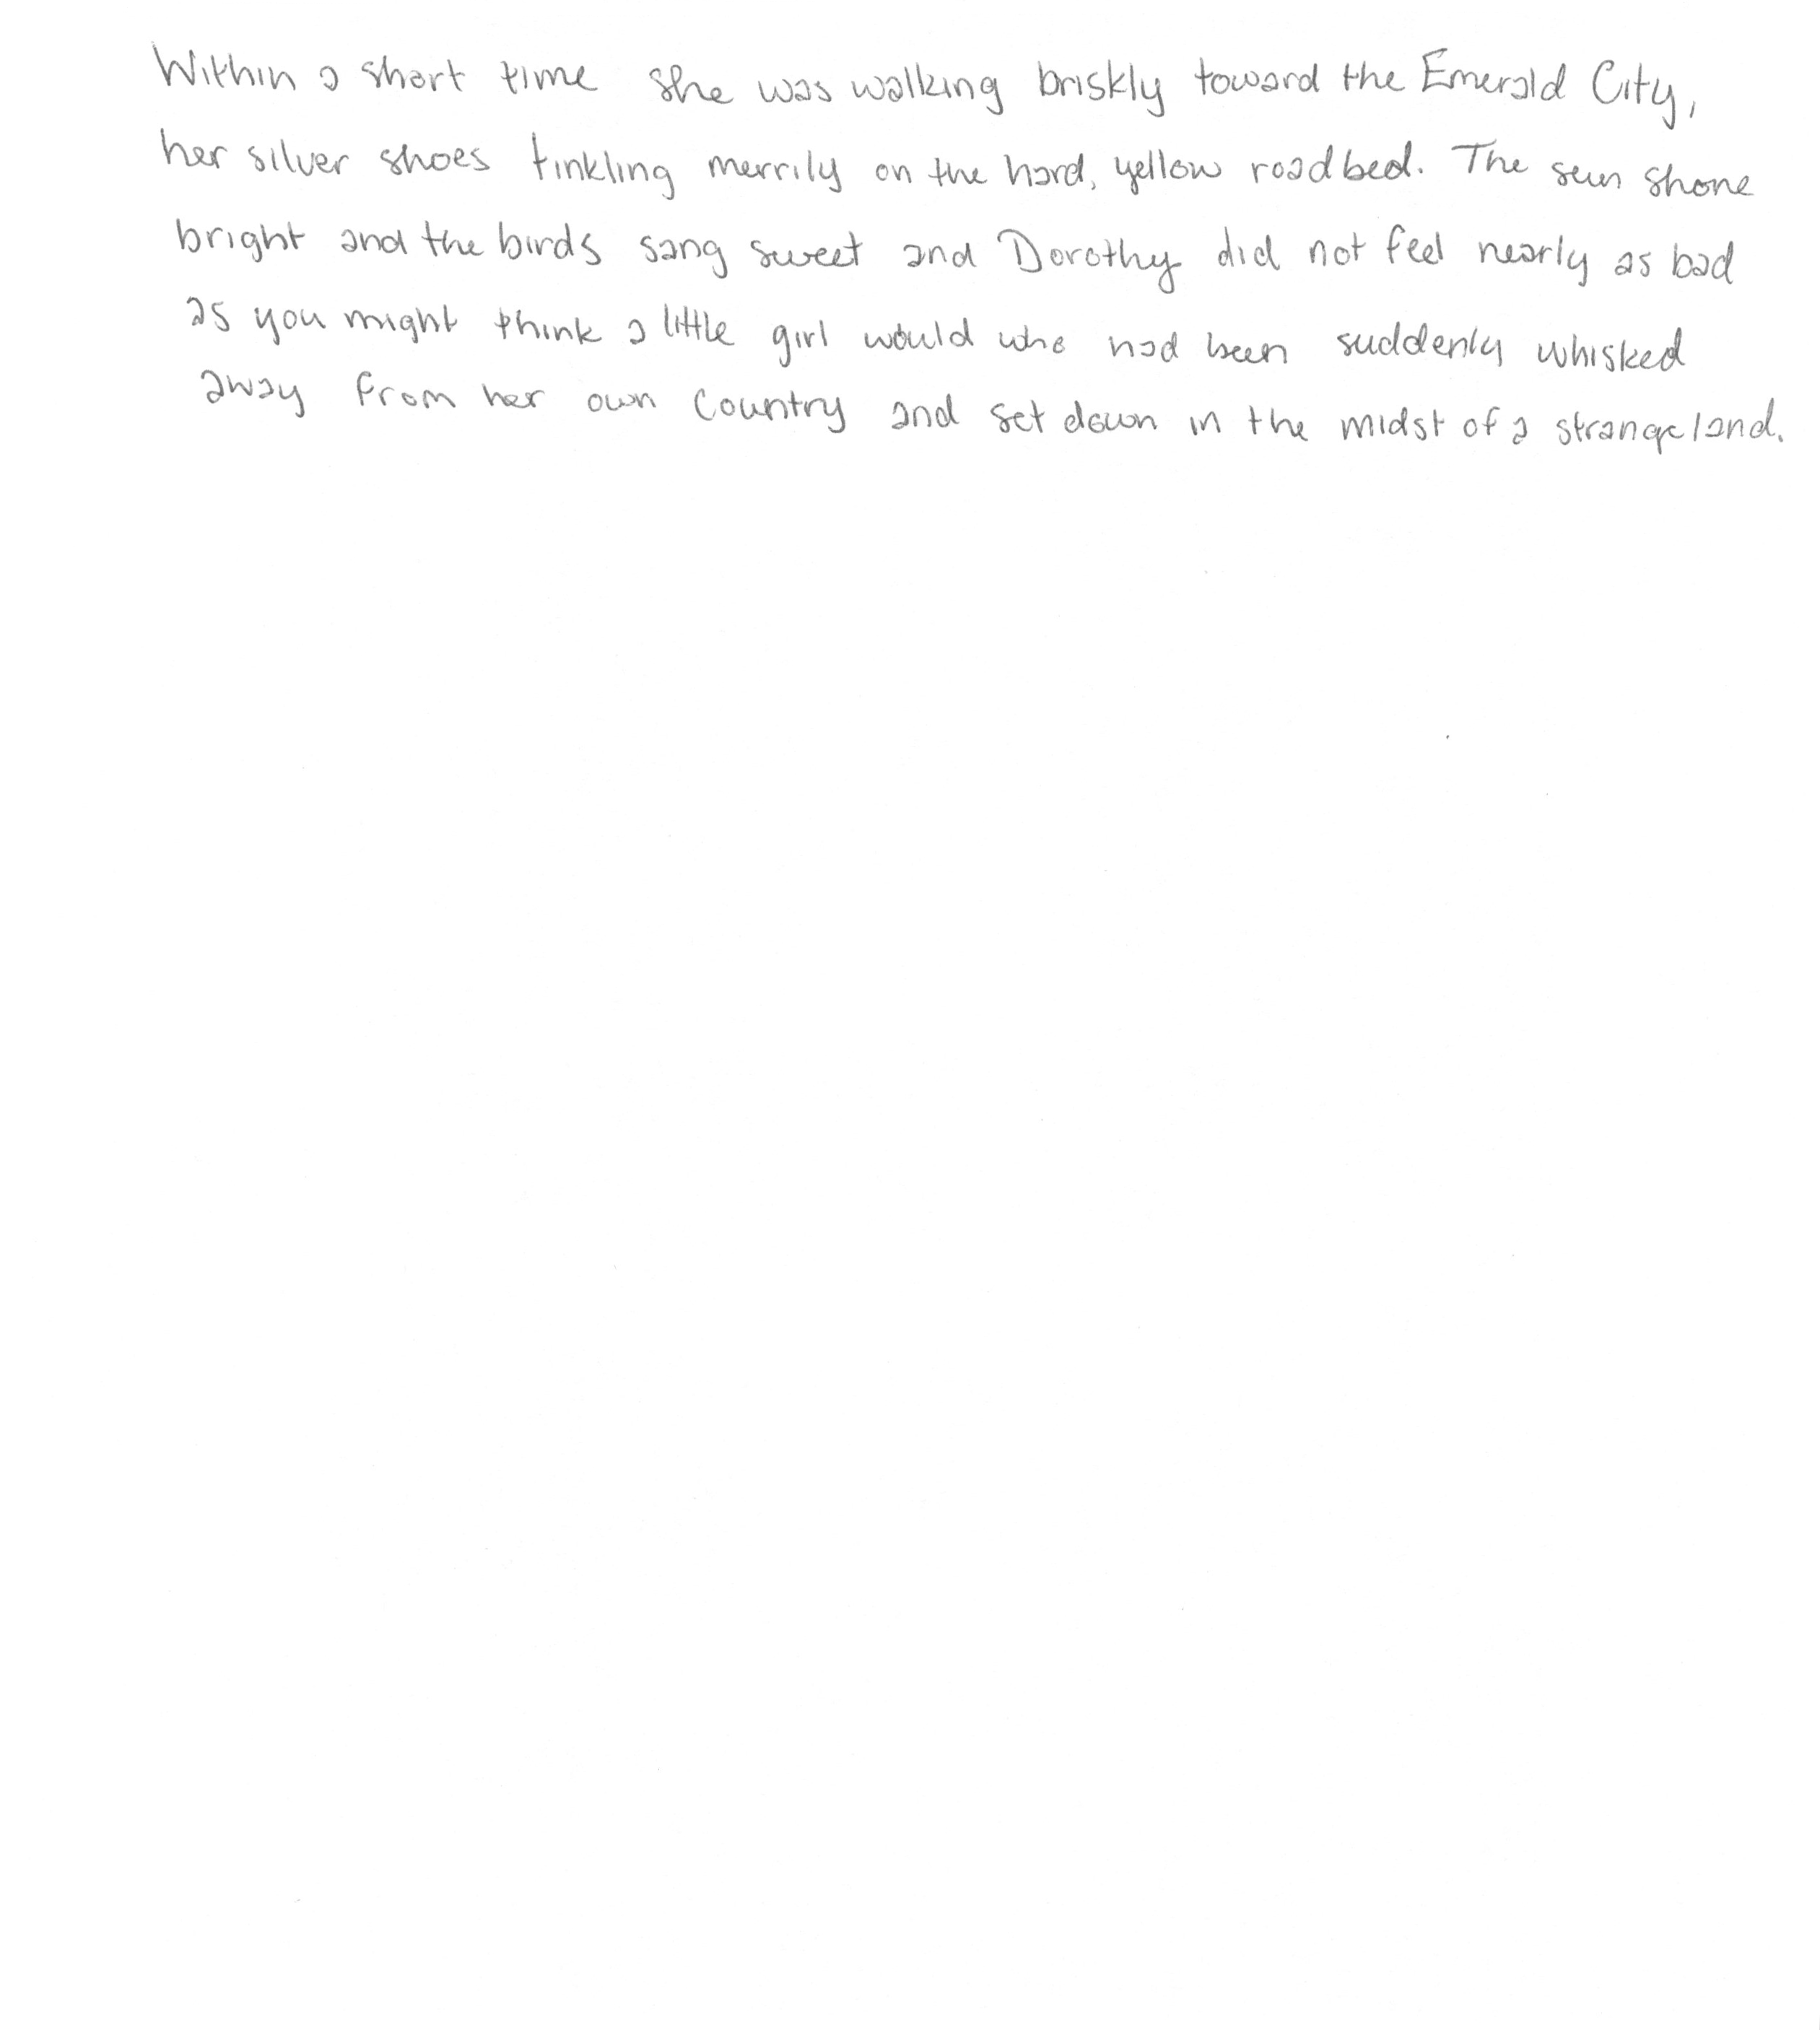 Within a short time she was walking briskly toward the Emerald City,
her silver shoes tinkling merrily on the hard, yellow roadbed. The sun shone
bright and the birds sang sweet and Dorothy did not feel nearly as bad
as you might think a little girl would who had been suddenly whisked
away from her own country and set down in the midst of a strange land.